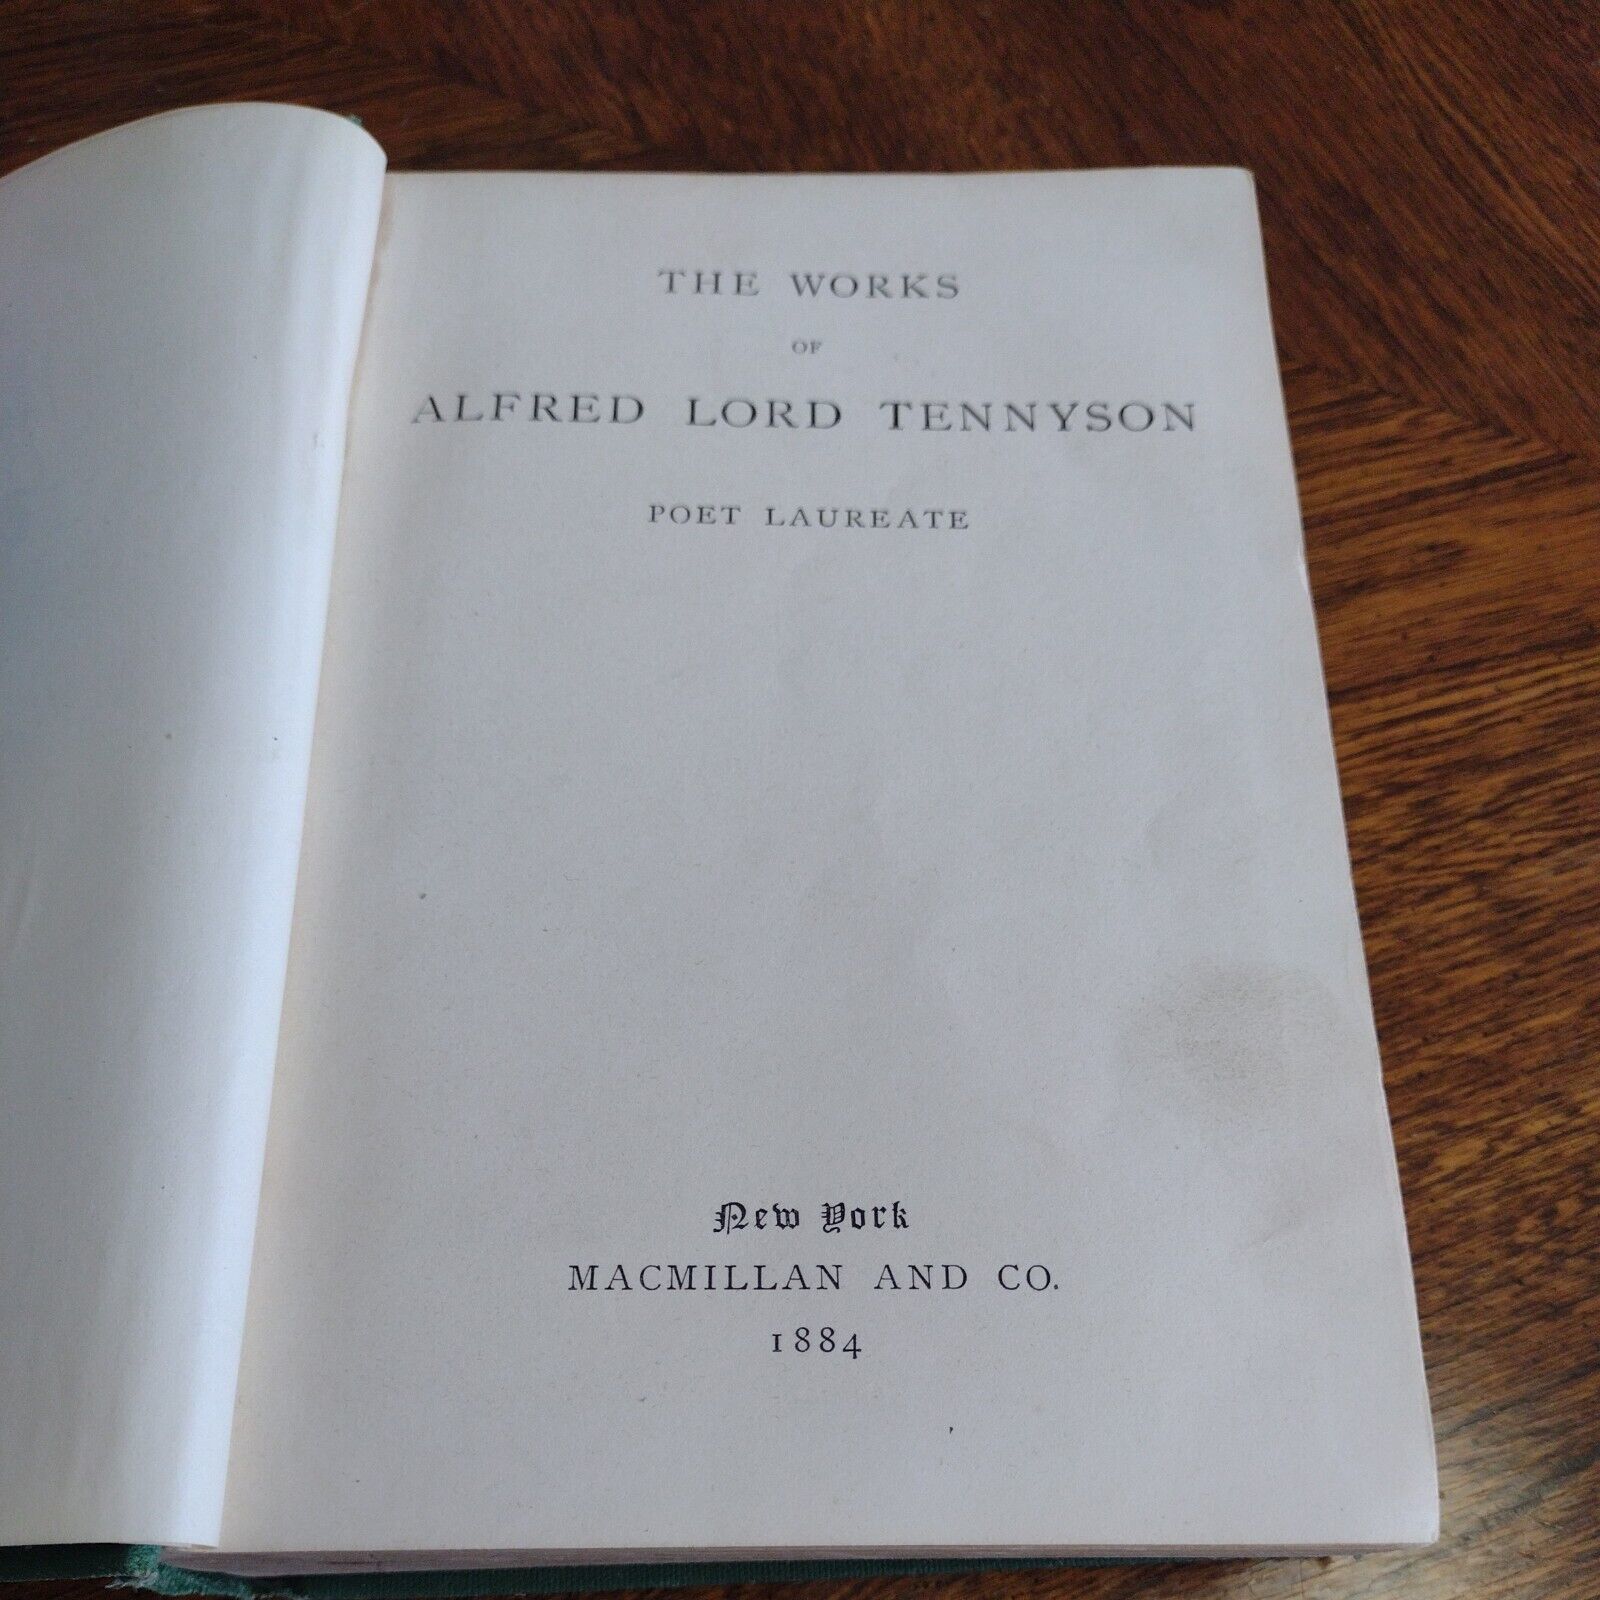 THE WORKS
OF
ALFRED LORD TENNYSON
POET LAUREATE
New York
MACMILLAN AND CO.
1884